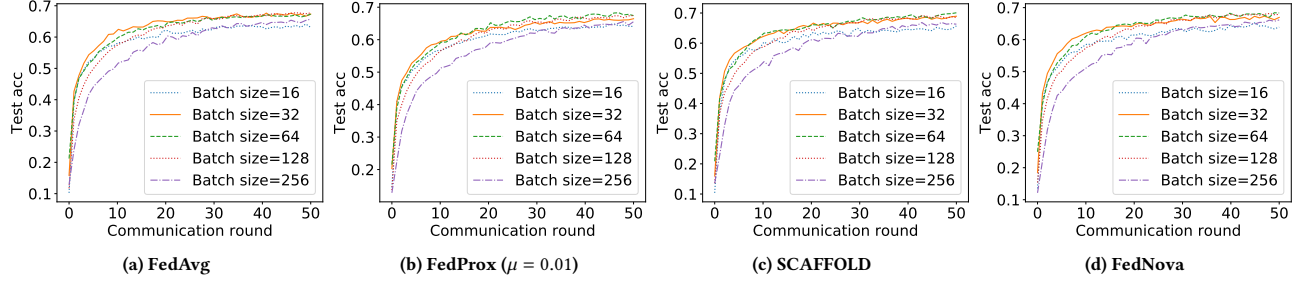 0.7
0.6
0.5
0.4
0.3
0.2
0.1
Test acc
Batch size=16
Batch size=32
Batch size=64
Batch size=128
Batch size=256
0 10 20 30 40 50
Communication round
(a) FedAvg
0.7
0.6
0.5
0.4
0.3
0.2
Test acc
Batch size=16
Batch size=32
Batch size=64
Batch size=128
Batch size=256
0 10 20 30 40 50
Communication round
(b) FedProx (μ = 0.01)
0.7
0.6
0.5
0.4
0.3
0.2
0.1
Test acc
Batch size=16
Batch size=32
Batch size=64
Batch size=128
Batch size=256
0 10 20 30 40 50
Communication round
(c) SCAFFOLD
0.7
0.6
0.5
0.4
0.3
0.2
0.1
Test acc
Batch size=16
Batch size=32
Batch size=64
Batch size=128
Batch size=256
0 10 20 30 40 50
Communication round
(d) FedNova